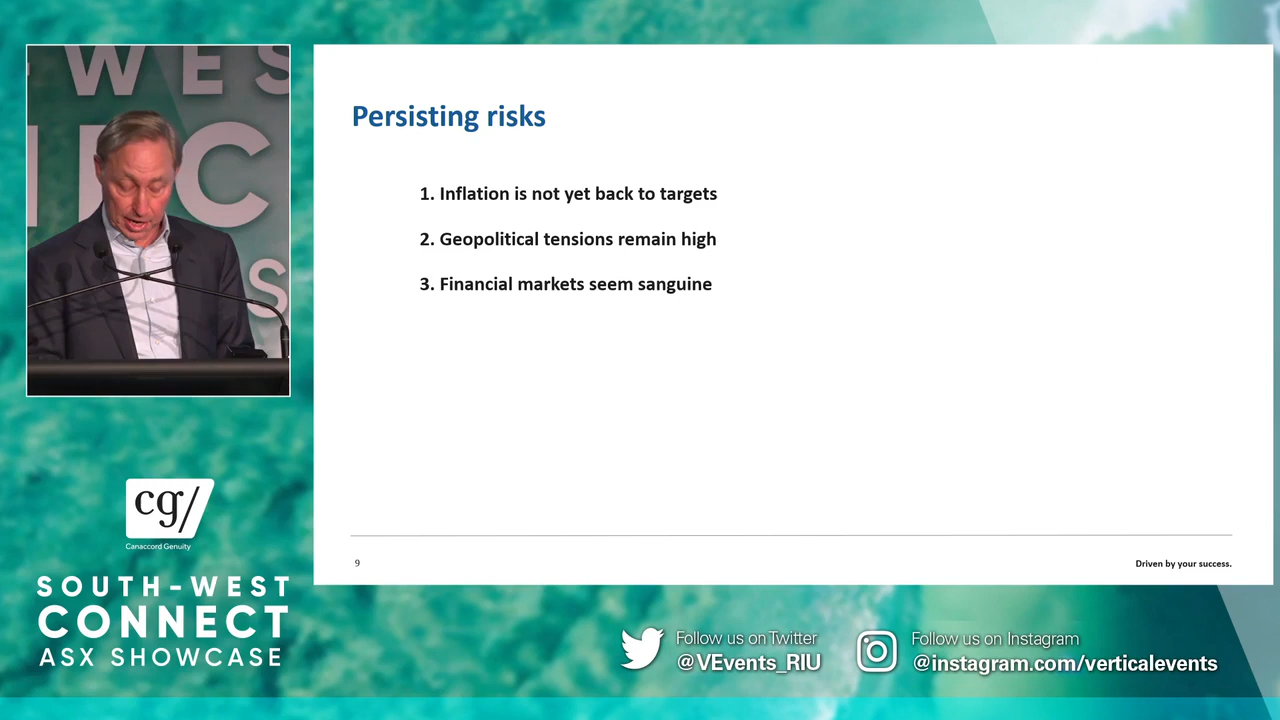 - W E S
C
S
Persisting risks
1. Inflation is not yet back to targets
2. Geopolitical tensions remain high
3. Financial markets seem sanguine
9
Driven by your success.
cg/
Canaccord Genuity
SOUTH-WEST
CONNECT
ASX SHOWCASE
Follow us on Twitter
@VEvents_RIU
Follow us on Instagram
@instagram.com/verticalevents